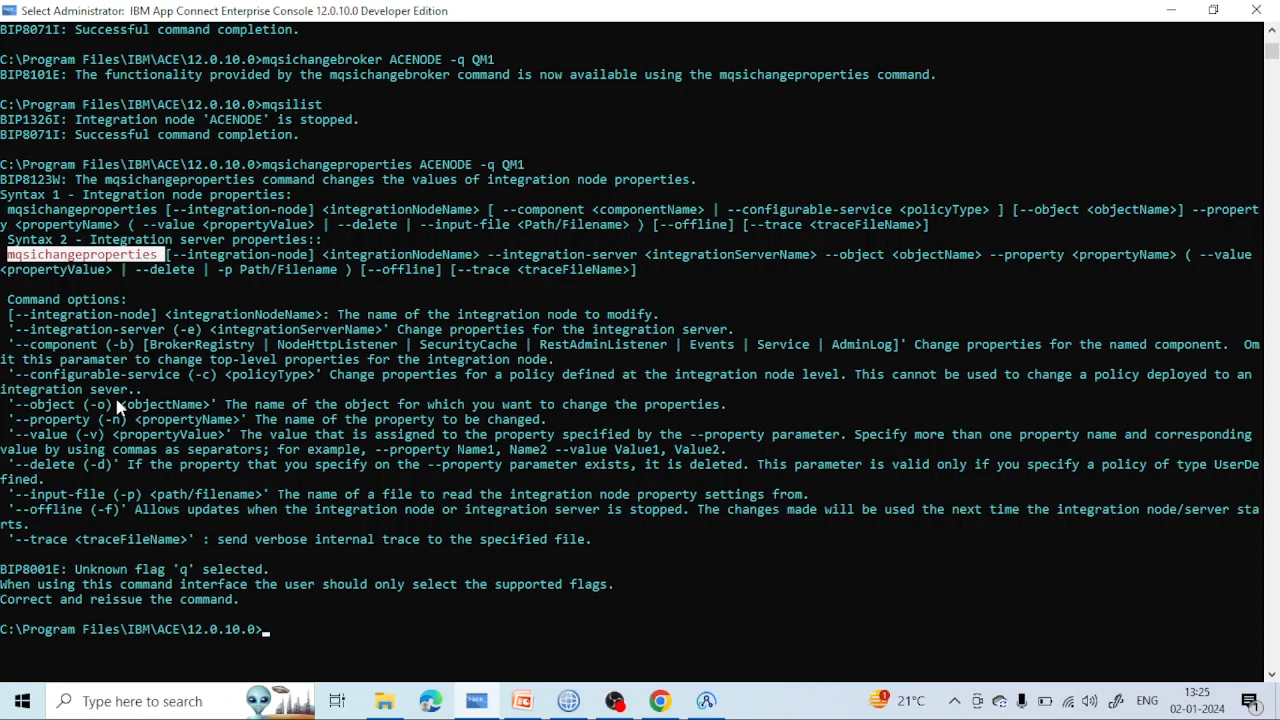 Select Administrator: IBM App Connect Enterprise Console 12.0.10.0 Developer Edition
BIP8071I: Successful command completion.
C:\Program Files\IBM\ACE\12.0.10.0>mqsichangebroker ACENODE -q QM1
BIP8101E: The functionality provided by the mqsichangebroker command is now available using the mqsichangeproperties command.
C:\Program Files\IBM\ACE\12.0.10.0>mqsilist
BIP1326I: Integration node 'ACENODE' is stopped.
BIP8071I: Successful command completion.
C:\Program Files\IBM\ACE\12.0.10.0>mqsichangeproperties ACENODE -q QM1
BIP8123W: The mqsichangeproperties command changes the values of integration node properties.
Syntax 1 - Integration node properties:
mqsichangeproperties [--integration-node] <integrationNodeName> [ --component <componentName> | --configurable-service <policyType> ] [--object <objectName>] --propert
y <propertyName> ( --value <propertyValue> | --delete | --input-file <Path/Filename> ) [--offline] [--trace <traceFileName>]
Syntax 2 - Integration server properties::
mqsichangeproperties [--integration-node] <integrationNodeName> --integration-server <integrationServerName> --object <objectName> --property <propertyName> ( --value
<propertyValue> | --delete | -p Path/Filename ) [--offline] [--trace <traceFileName>]
Command options:
[--integration-node] <integrationNodeName>: The name of the integration node to modify.
'--integration-server (-e) <integrationServerName>' Change properties for the integration server.
'--component (-b) [BrokerRegistry | NodeHttpListener | SecurityCache | RestAdminListener | Events | Service | AdminLog]' Change properties for the named component.  Om
it this paramater to change top-level properties for the integration node.
'--configurable-service (-c) <policyType>' Change properties for a policy defined at the integration node level. This cannot be used to change a policy deployed to an
integration sever..
'--object (-o) <objectName>' The name of the object for which you want to change the properties.
'--property (-n) <propertyName>' The name of the property to be changed.
'--value (-v) <propertyValue>' The value that is assigned to the property specified by the --property parameter. Specify more than one property name and corresponding
value by using commas as separators; for example, --property Name1, Name2 --value Value1, Value2.
'--delete (-d)' If the property that you specify on the --property parameter exists, it is deleted. This parameter is valid only if you specify a policy of type UserDe
fined.
'--input-file (-p) <path/filename>' The name of a file to read the integration node property settings from.
'--offline (-f)' Allows updates when the integration node or integration server is stopped. The changes made will be used the next time the integration node/server sta
rts.
'--trace <traceFileName>' : send verbose internal trace to the specified file.
BIP8001E: Unknown flag 'q' selected.
When using this command interface the user should only select the supported flags.
Correct and reissue the command.
C:\Program Files\IBM\ACE\12.0.10.0>
Type here to search
21°C
ENG
13:25
02-01-2024